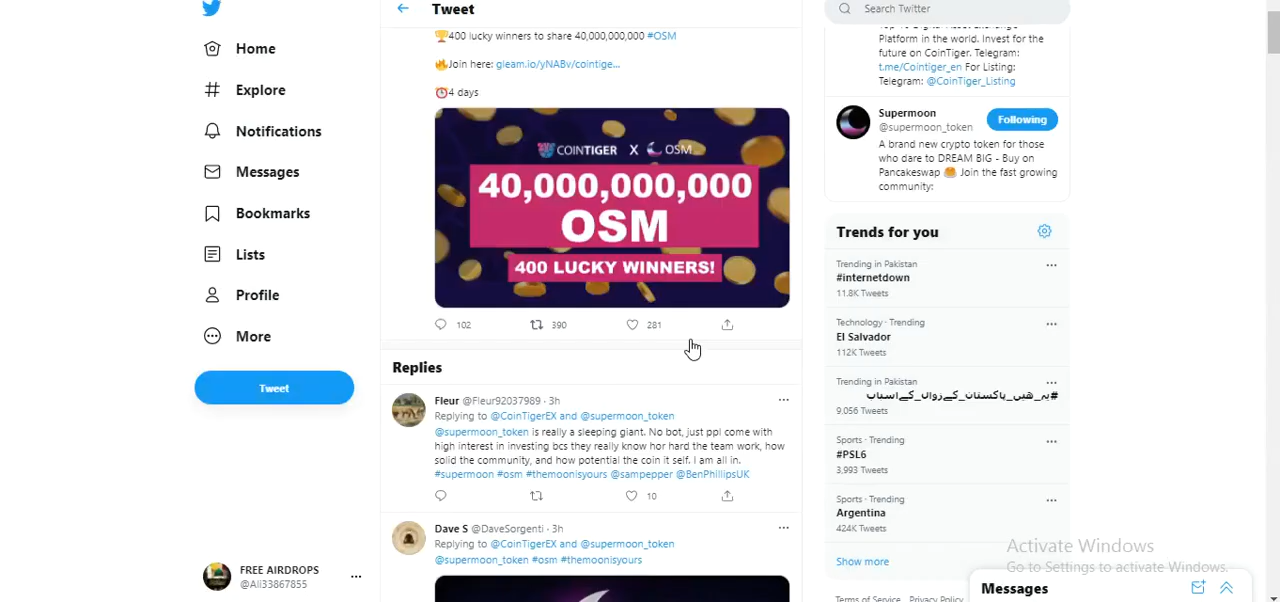 Home
Explore
Notifications
Messages
Bookmarks
Lists
Profile
More
Tweet
FREE AIRDROPS
@Ali33867855
Tweet
🏆400 lucky winners to share 40,000,000,000 #OSM
🔥Join here: gleam.io/yNABv/cointige...
⏰4 days
COINTIGER X OSM
40,000,000,000
OSM
400 LUCKY WINNERS!
102 390 281
Replies
Fleur @Fleur92037989 · 3h
Replying to @CoinTigerEX and @supermoon_token
@supermoon_token is really a sleeping giant. No bot, just ppl come with
high interest in investing bcs they really know hor hard the team work, how
solid the community, and how potential the coin it self. I am all in.
#supermoon #osm #themoonisyours @sampepper @BenPhillipsUK
10
Dave S @DaveSorgenti · 3h
Replying to @CoinTigerEX and @supermoon_token
@supermoon_token #osm #themoonisyours
Search Twitter
Platform in the world. Invest for the
future on CoinTiger. Telegram:
t.me/Cointiger_en For Listing:
Telegram: @CoinTiger_Listing
Supermoon
@supermoon_token
Following
A brand new crypto token for those
who dare to DREAM BIG - Buy on
Pancakeswap 🥞 Join the fast growing
community:
Trends for you
Trending in Pakistan
#internetdown
11.8K Tweets
Technology · Trending
El Salvador
112K Tweets
Trending in Pakistan
#یہ_ھیں_پاکستان_کےزوال_کےاسباب
9,056 Tweets
Sports · Trending
#PSL6
3,993 Tweets
Sports · Trending
Argentina
424K Tweets
Show more
Terms of Service Privacy Policy
Activate Windows
Go to Settings to activate Windows.
Messages